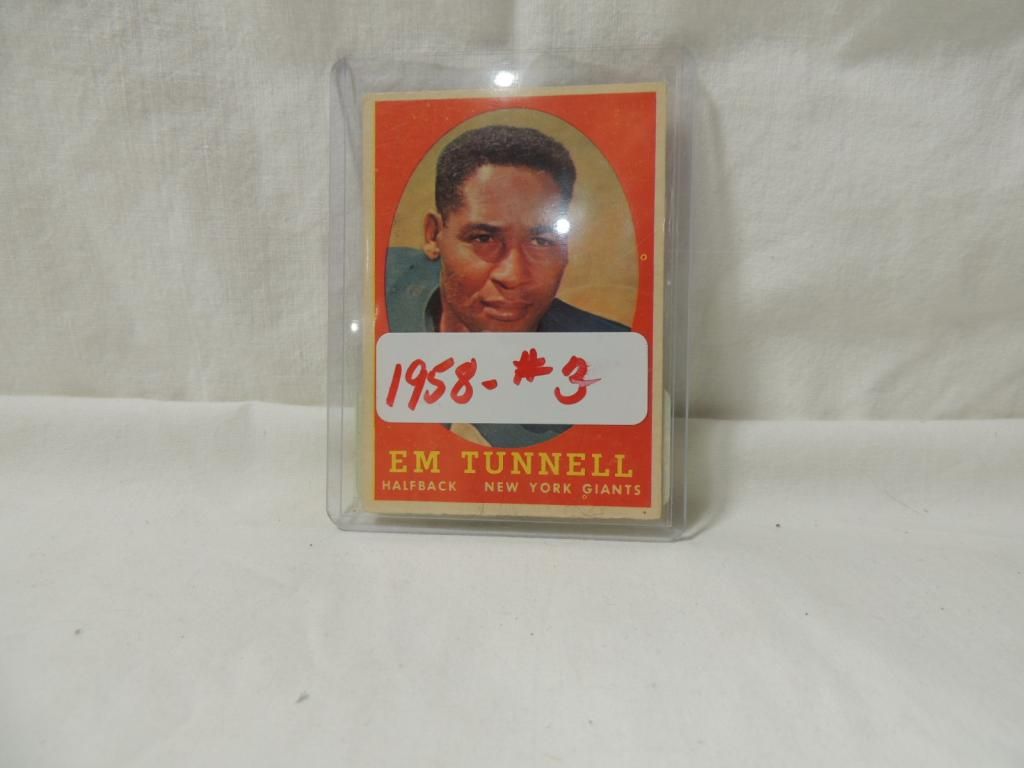 1958- #3
EM TUNNELL
HALFBACK NEW YORK GIANTS